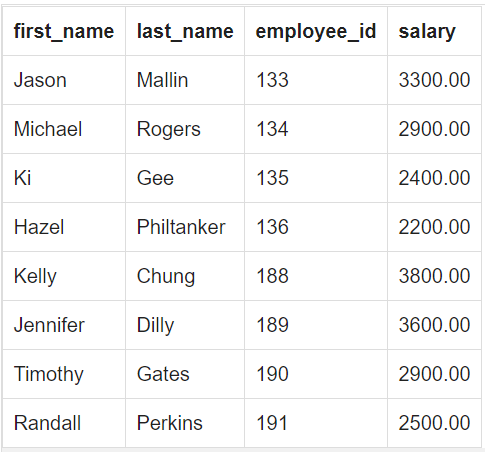 first_name last_name employee_id salary
Jason Mallin 133 3300.00
Michael Rogers 134 2900.00
Ki Gee 135 2400.00
Hazel Philtanker 136 2200.00
Kelly Chung 188 3800.00
Jennifer Dilly 189 3600.00
Timothy Gates 190 2900.00
Randall Perkins 191 2500.00